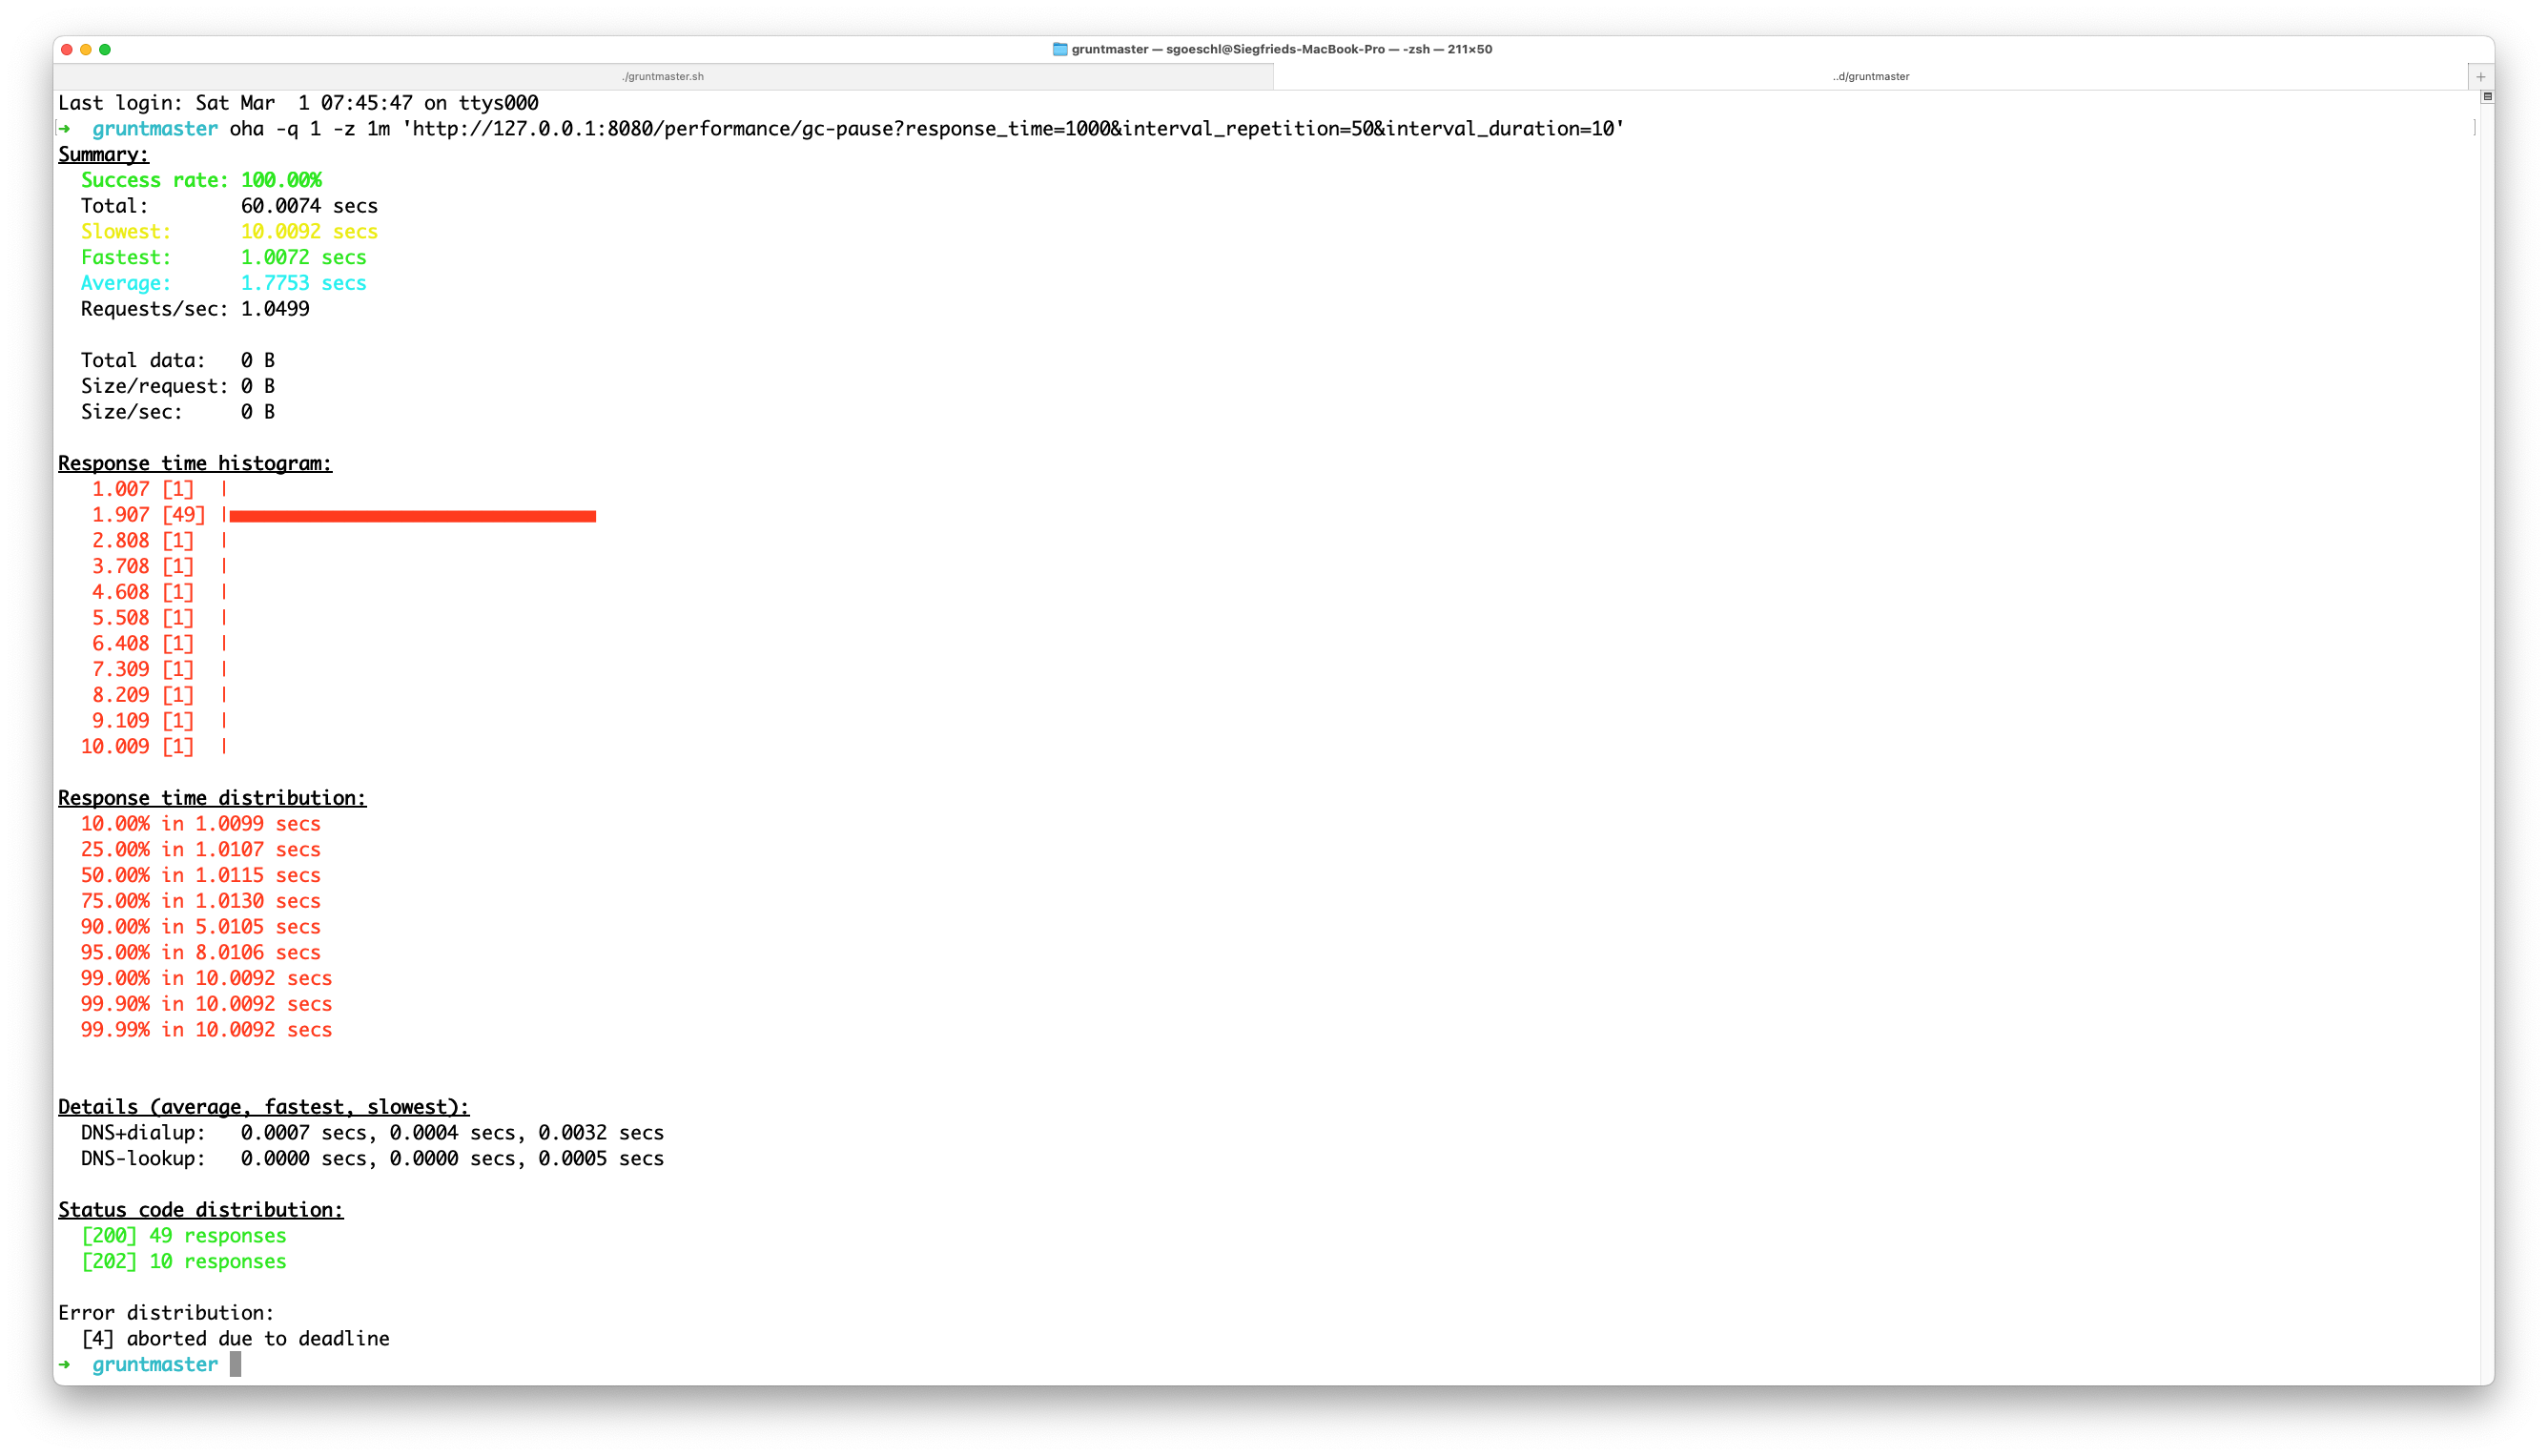 gruntmaster — sgoeschl@Siegfrieds-MacBook-Pro — -zsh — 211×50
./gruntmaster.sh
..d/gruntmaster
+
Last login: Sat Mar  1 07:45:47 on ttys000
➜  gruntmaster oha -q 1 -z 1m 'http://127.0.0.1:8080/performance/gc-pause?response_time=1000&interval_repetition=50&interval_duration=10'
Summary:
  Success rate: 100.00%
  Total:        60.0074 secs
  Slowest:      10.0092 secs
  Fastest:      1.0072 secs
  Average:      1.7753 secs
  Requests/sec: 1.0499

  Total data:   0 B
  Size/request: 0 B
  Size/sec:     0 B

Response time histogram:
   1.007 [1]  |
   1.907 [49] |
   2.808 [1]  |
   3.708 [1]  |
   4.608 [1]  |
   5.508 [1]  |
   6.408 [1]  |
   7.309 [1]  |
   8.209 [1]  |
   9.109 [1]  |
  10.009 [1]  |

Response time distribution:
  10.00% in 1.0099 secs
  25.00% in 1.0107 secs
  50.00% in 1.0115 secs
  75.00% in 1.0130 secs
  90.00% in 5.0105 secs
  95.00% in 8.0106 secs
  99.00% in 10.0092 secs
  99.90% in 10.0092 secs
  99.99% in 10.0092 secs

Details (average, fastest, slowest):
  DNS+dialup:   0.0007 secs, 0.0004 secs, 0.0032 secs
  DNS-lookup:   0.0000 secs, 0.0000 secs, 0.0005 secs

Status code distribution:
  [200] 49 responses
  [202] 10 responses

Error distribution:
  [4] aborted due to deadline
➜  gruntmaster